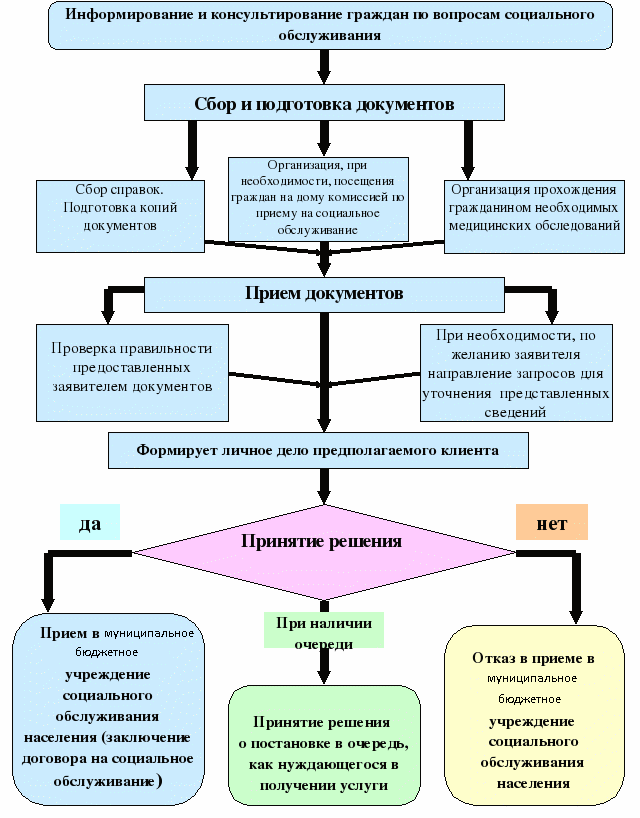 Информирование и консультирование граждан по вопросам социального
обслуживания
Сбор и подготовка документов
Сбор справок.
Подготовка копий
документов
Организация, при
необходимости, посещения
граждан на дому комиссией по
приему на социальное
обслуживание
Организация прохождения
гражданином необходимых
медицинских обследований
Прием документов
Проверка правильности
предоставленных
заявителем документов
При необходимости, по
желанию заявителя
направление запросов для
уточнения представленных
сведений
Формирует личное дело предполагаемого клиента
да
Принятие решения
нет
При наличии
очереди
Прием в муниципальное
бюджетное
учреждение
социального
обслуживания
населения (заключение
договора на социальное
обслуживание)
Принятие решения
о постановке в очередь,
как нуждающегося в
получении услуги
Отказ в приеме в
муниципальное
бюджетное
учреждение
социального
обслуживания
населения